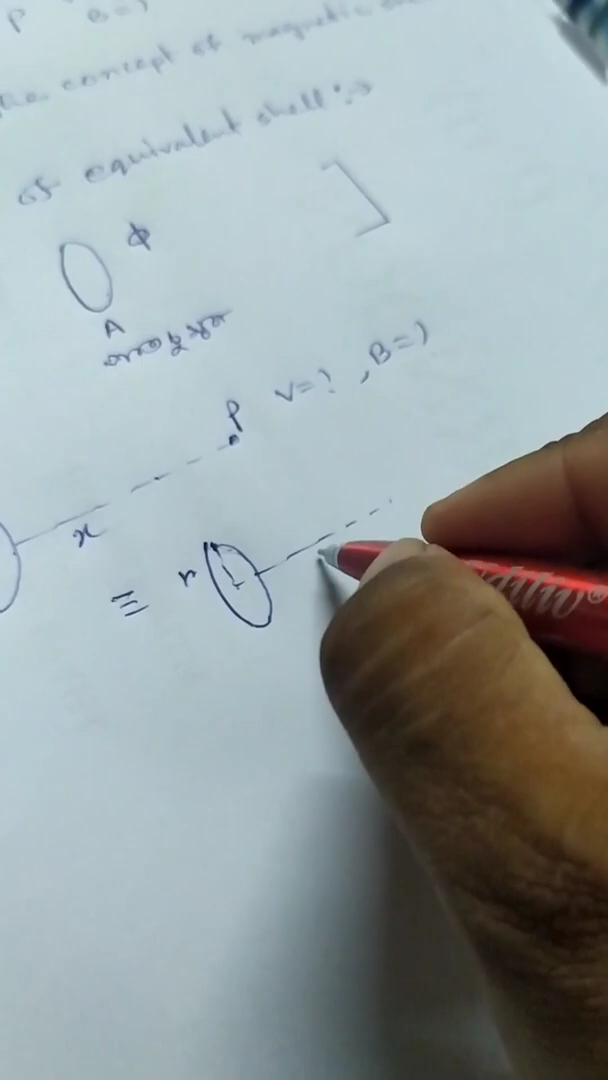 P B = ?
the concept of magnetic
of equivalent shell :→
ϕ
A
P V = ? , B = ?
x
≡ r